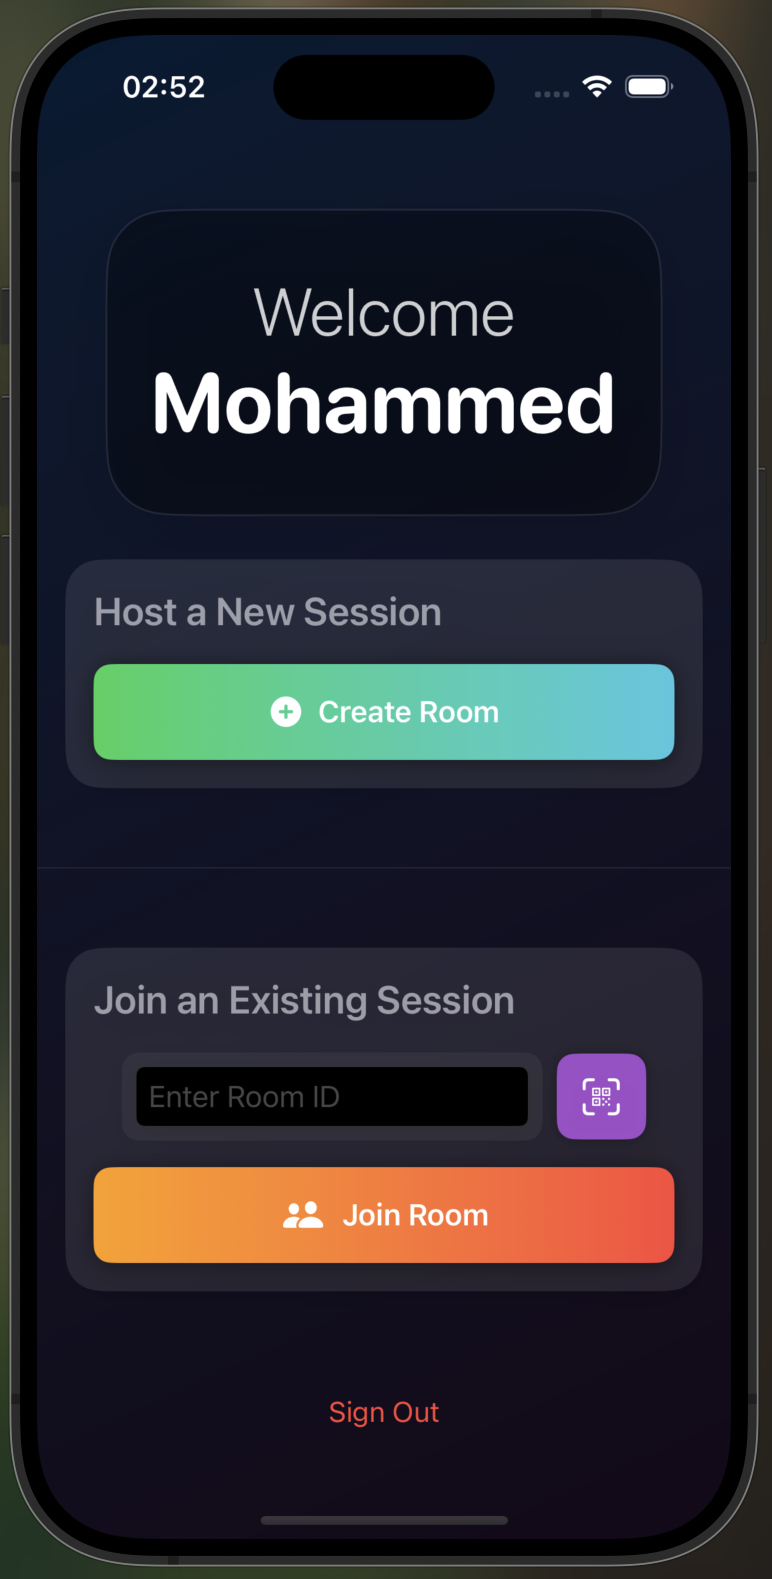 02:52
Welcome
Mohammed
Host a New Session
Create Room
Join an Existing Session
Enter Room ID
Join Room
Sign Out